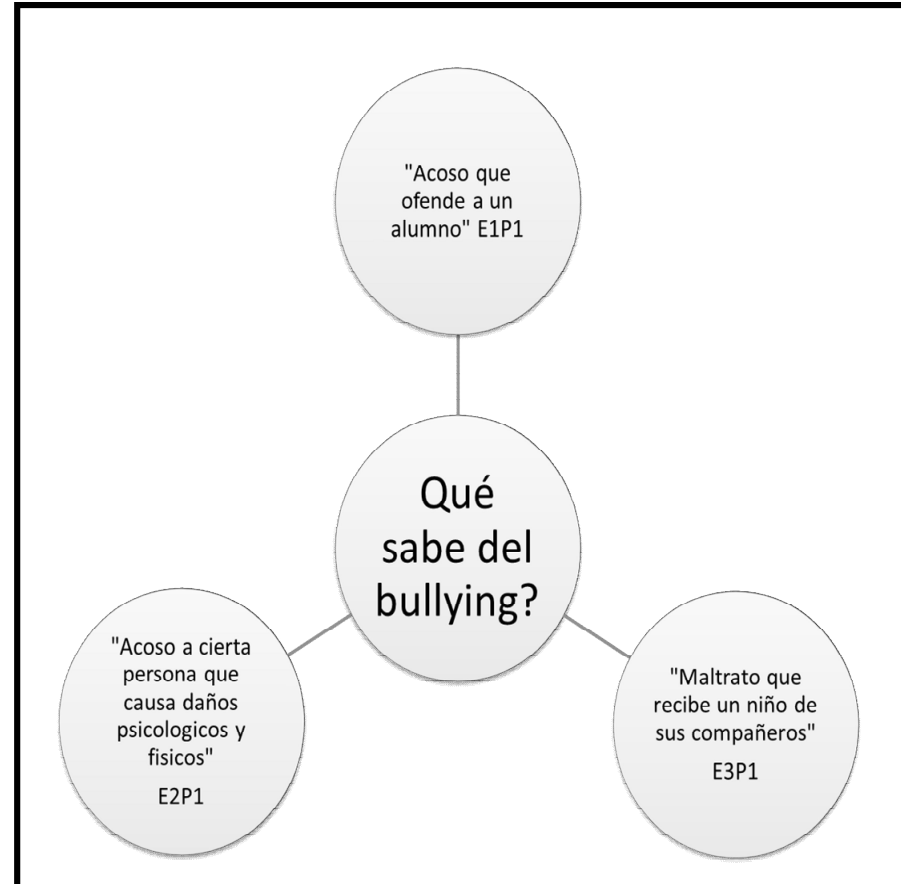 "Acoso que
ofende a un
alumno" E1P1
Qué
sabe del
bullying?
"Acoso a cierta
persona que
causa daños
psicologicos y
fisicos"
E2P1
"Maltrato que
recibe un niño de
sus compañeros"
E3P1